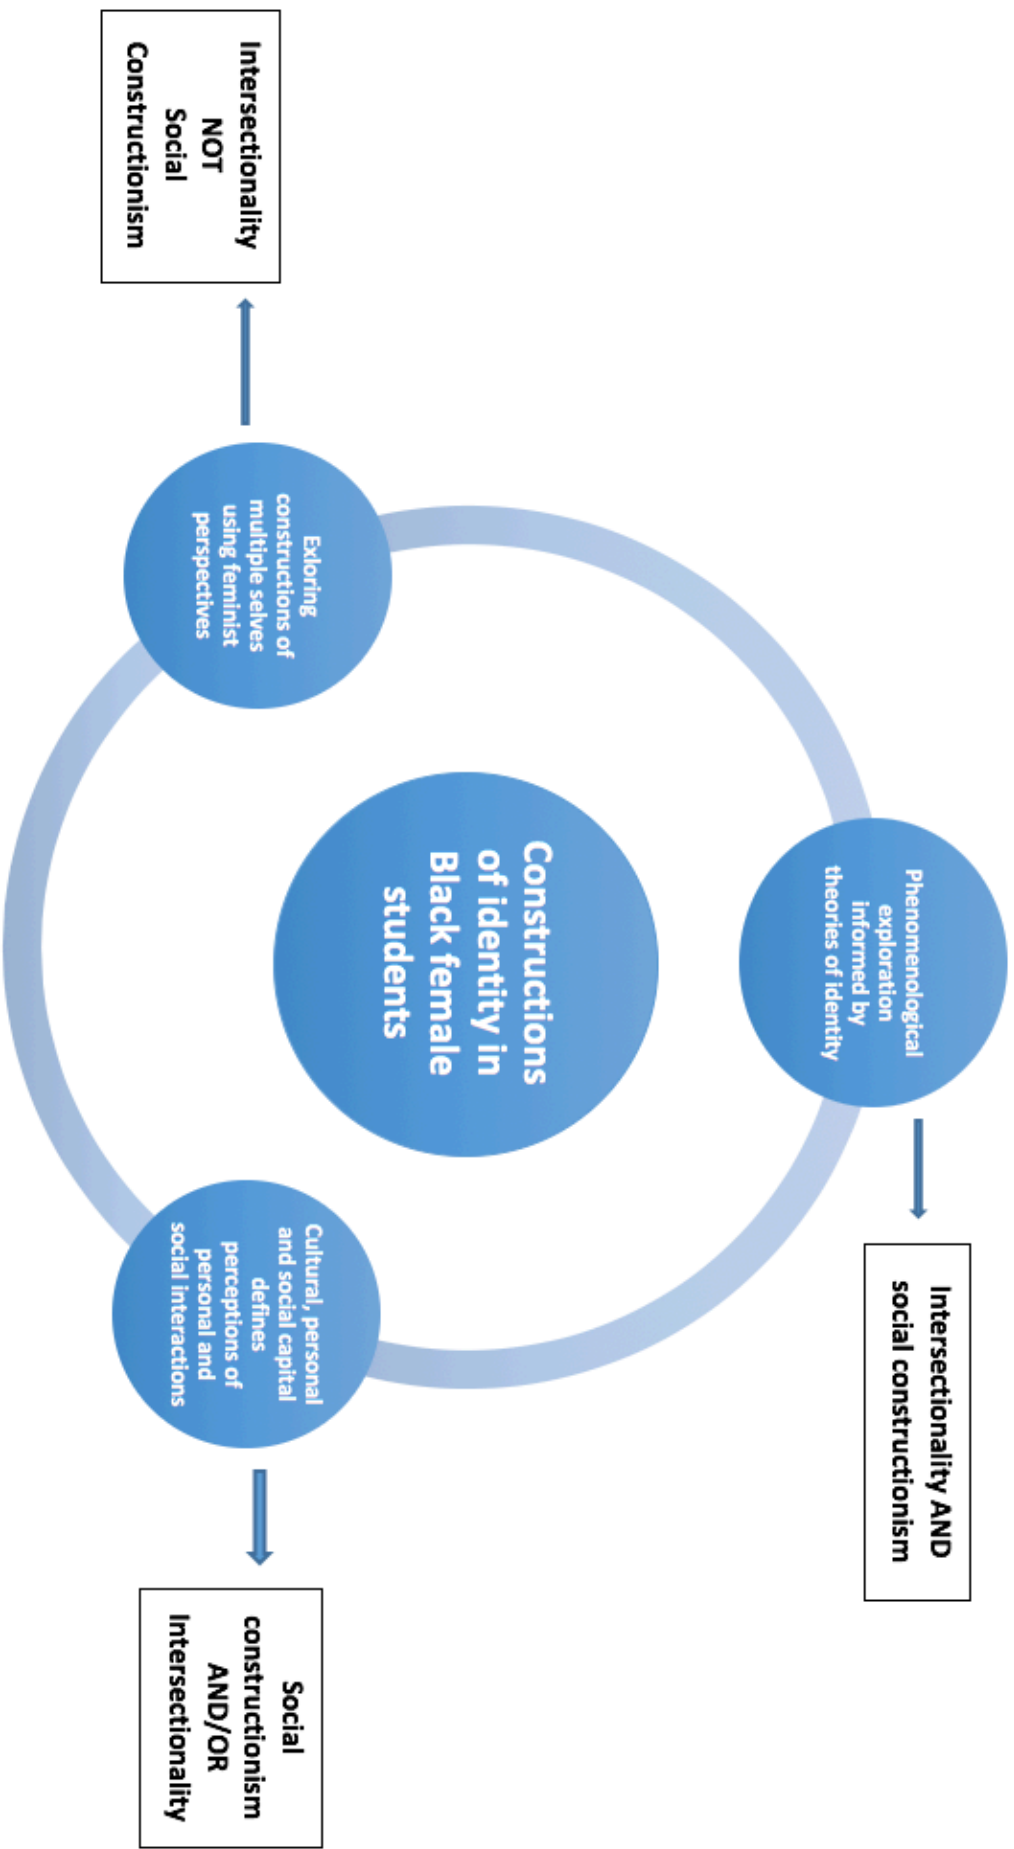 Phenomenological
exploration
informed by
theories of identity
Intersectionality AND
social constructionism
Constructions
of identity in
Black female
students
Intersectionality
NOT
Social
Constructionism
Exloring
constructions of
multiple selves
using feminist
perspectives
Cultural, personal
and social capital
defines
perceptions of
personal and
social interactions
Social
constructionism
AND/OR
Intersectionality